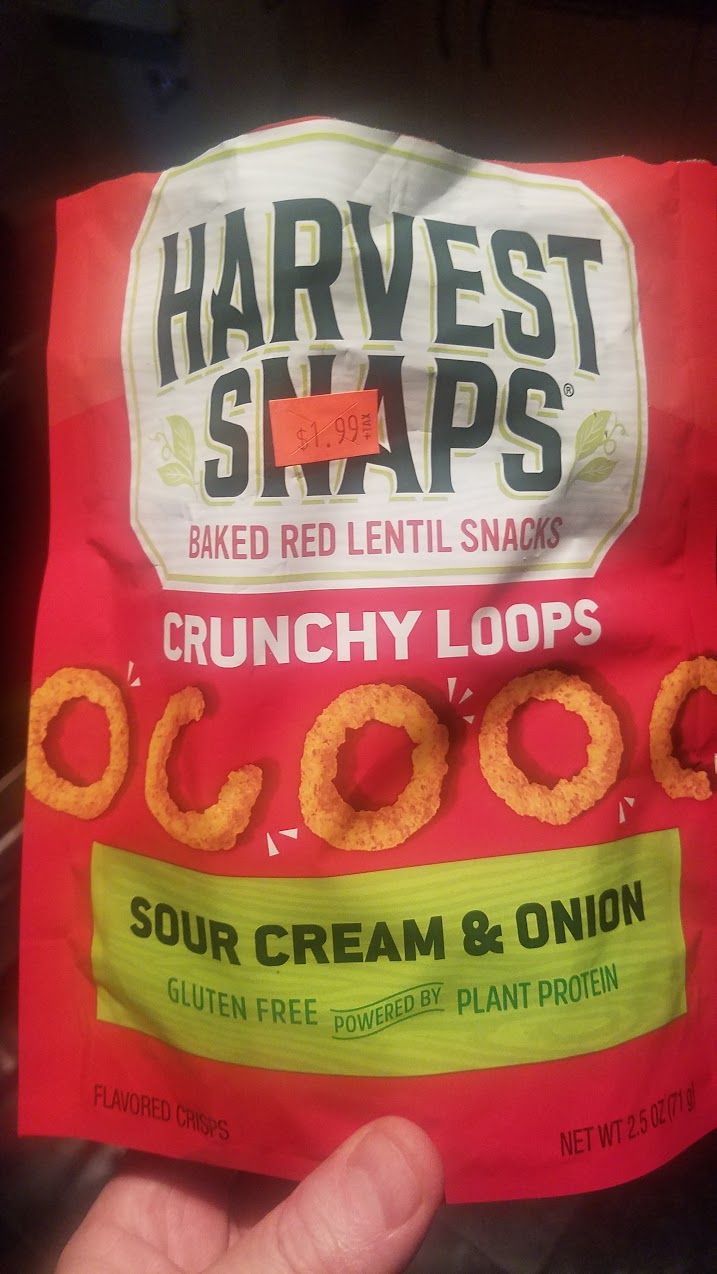 HARVEST
SNAPS®
$1.99 +TAX
BAKED RED LENTIL SNACKS
CRUNCHY LOOPS
SOUR CREAM & ONION
GLUTEN FREE POWERED BY PLANT PROTEIN
FLAVORED CRISPS
NET WT 2.5 OZ (71 g)